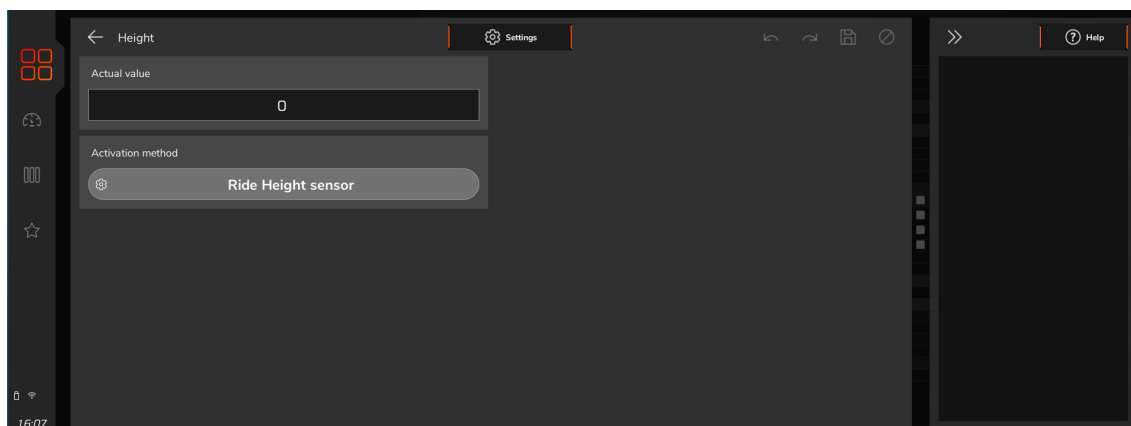 Height
Settings
Help
Actual value
0
Activation method
Ride Height sensor
16:07